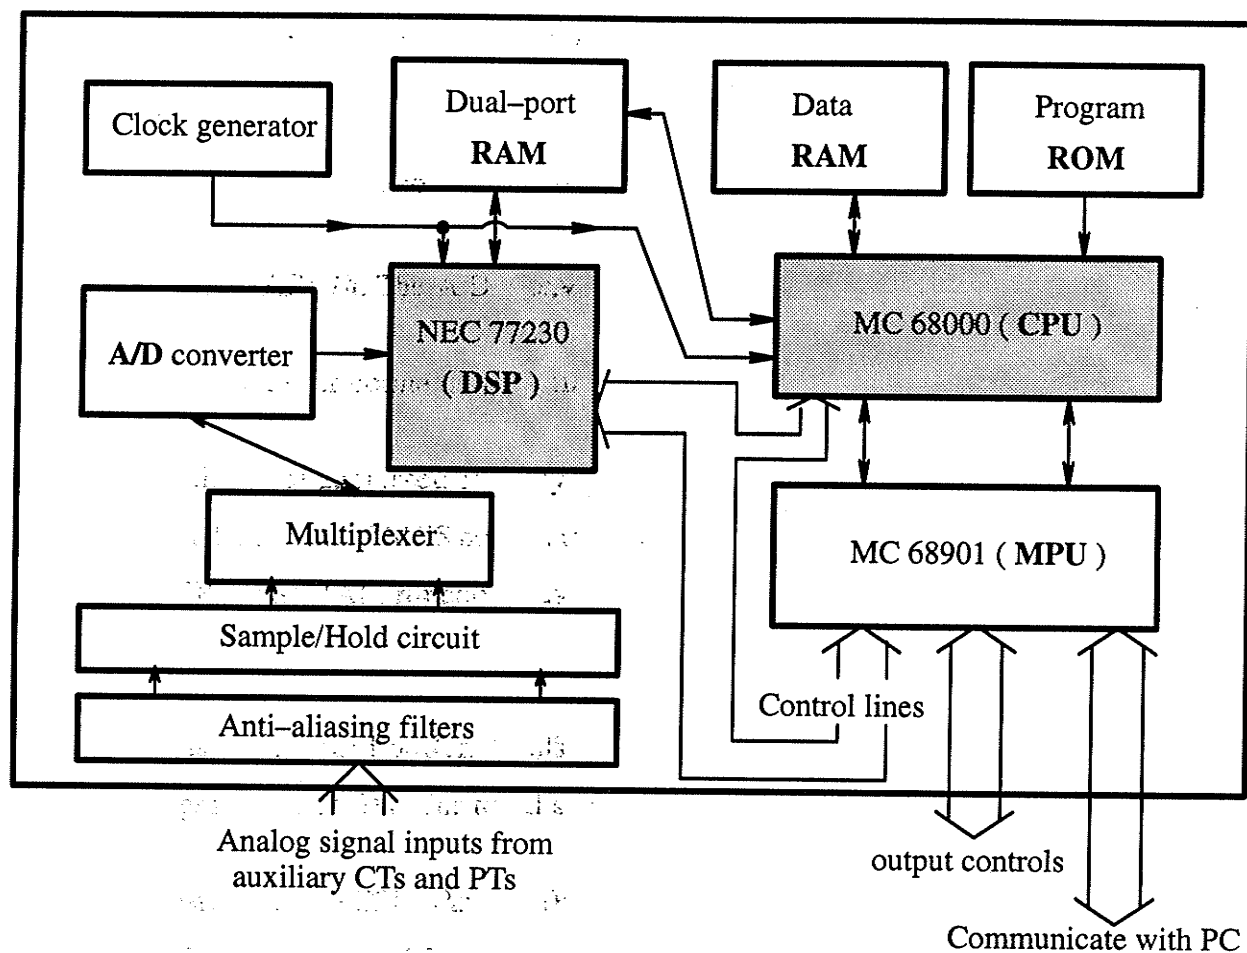 Clock generator
Dual–port
RAM
Data
RAM
Program
ROM
A/D converter
NEC 77230
( DSP )
MC 68000 ( CPU )
Multiplexer
MC 68901 ( MPU )
Sample/Hold circuit
Anti–aliasing filters
Control lines
Analog signal inputs from
auxiliary CTs and PTs
output controls
Communicate with PC